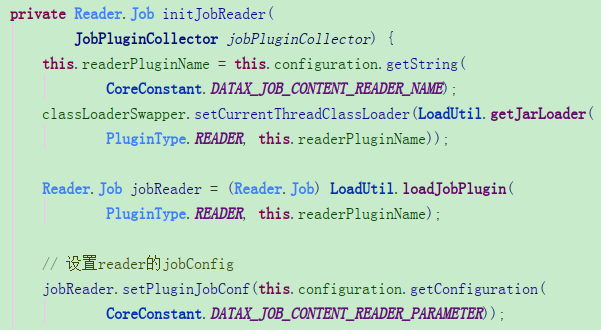 private Reader.Job initJobReader(
JobPluginCollector jobPluginCollector) {
this.readerPluginName = this.configuration.getString(
CoreConstant.DATAX_JOB_CONTENT_READER_NAME);
classLoaderSwapper.setCurrentThreadClassLoader(LoadUtil.getJarLoader(
PluginType.READER, this.readerPluginName));
Reader.Job jobReader = (Reader.Job) LoadUtil.loadJobPlugin(
PluginType.READER, this.readerPluginName);
// 设置reader的jobConfig
jobReader.setPluginJobConf(this.configuration.getConfiguration(
CoreConstant.DATAX_JOB_CONTENT_READER_PARAMETER));